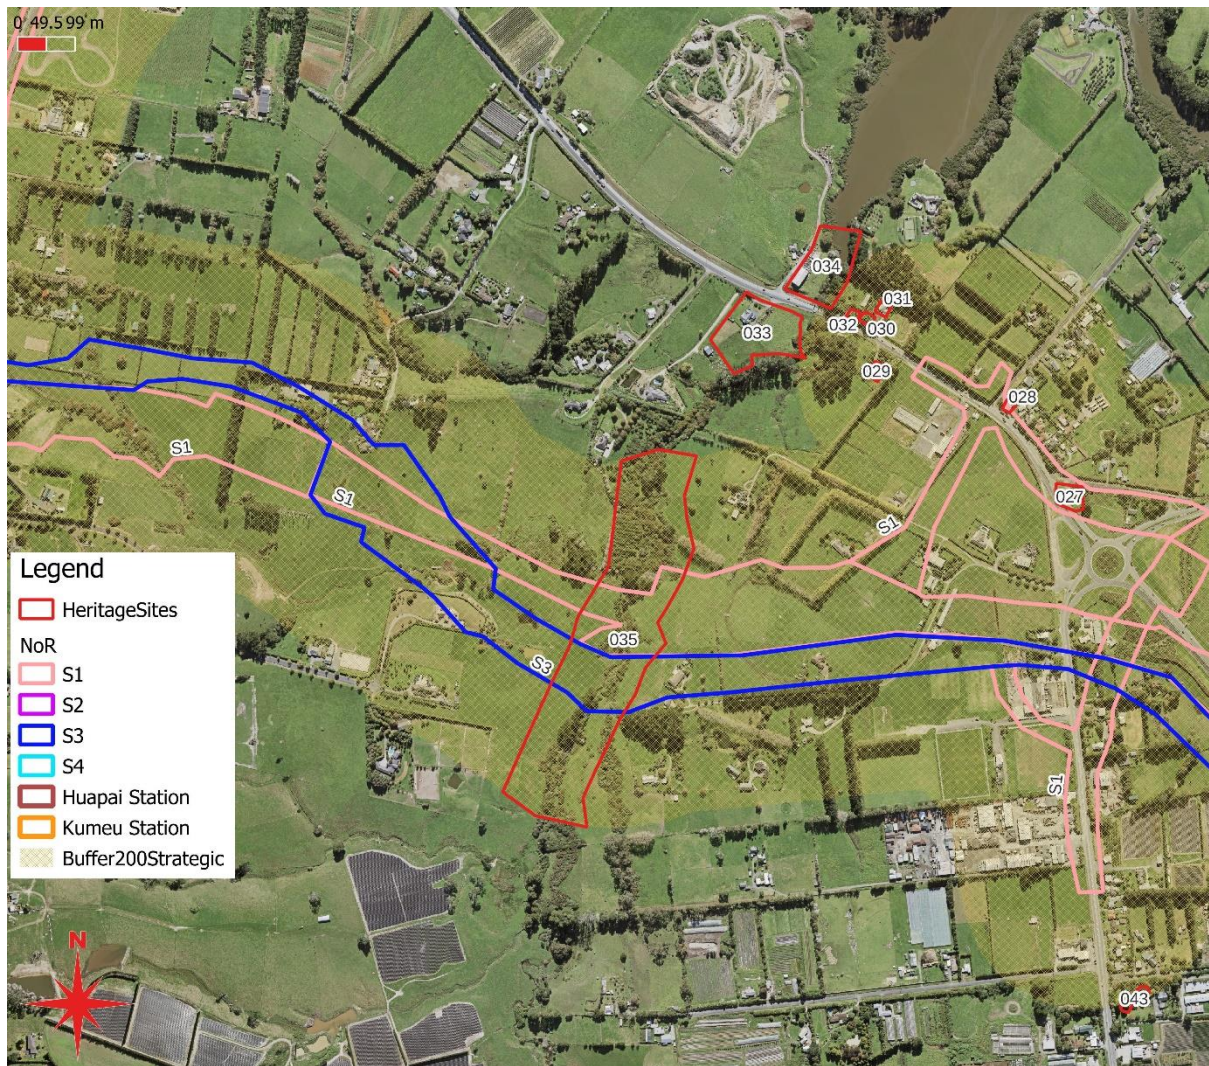 0 49.599 m
031
034
032
030
033
029
028
027
S1
S1
S1
035
S3
S1
043
Legend
HeritageSites
NoR
S1
S2
S3
S4
Huapai Station
Kumeu Station
Buffer200Strategic
N